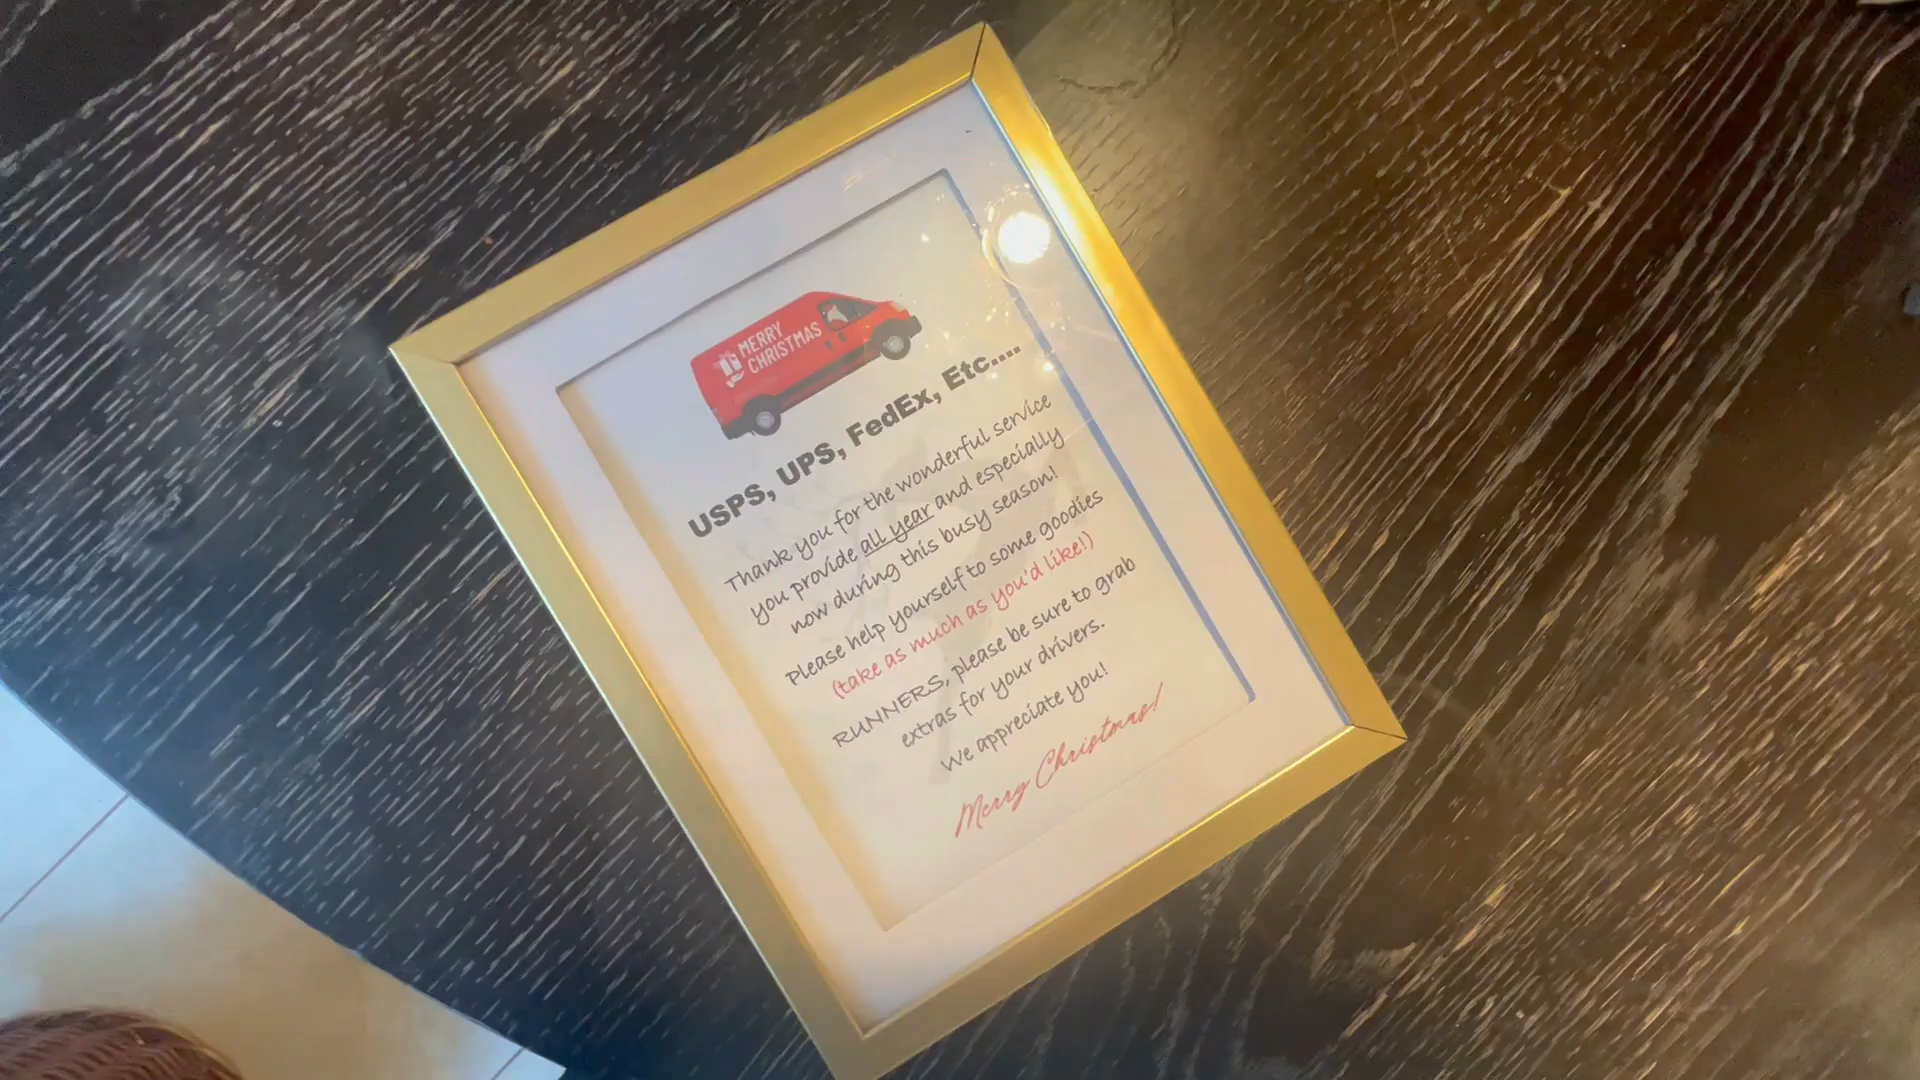 MERRY
CHRISTMAS
USPS, UPS, FedEx, Etc....
Thank you for the wonderful service
you provide all year and especially
now during this busy season!
Please help yourself to some goodies
(take as much as you'd like!)
RUNNERS, please be sure to grab
extras for your drivers.
We appreciate you!
Merry Christmas!